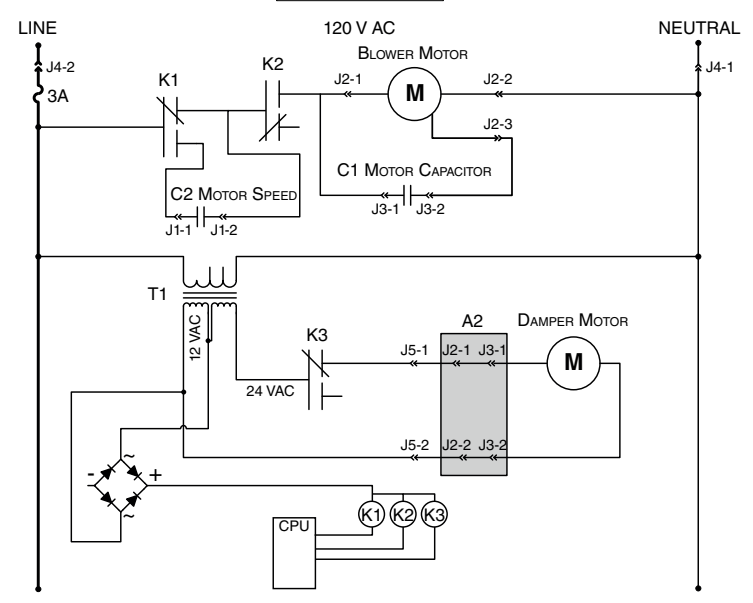 LINE
120 V AC
NEUTRAL
BLOWER MOTOR
J4-2
K1
K2
J2-1
M
J2-2
J4-1
3A
J2-3
C1 MOTOR CAPACITOR
C2 MOTOR SPEED
J3-1
J3-2
J1-1
J1-2
T1
12 VAC
K3
A2
DAMPER MOTOR
J5-1
J2-1
J3-1
M
24 VAC
J5-2
J2-2
J3-2
~
-
+
~
K1
K2
K3
CPU